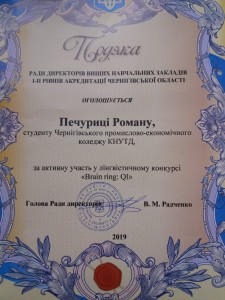 Подяка
РАДИ ДИРЕКТОРІВ ВИЩИХ НАВЧАЛЬНИХ ЗАКЛАДІВ
І-ІІ РІВНІВ АКРЕДИТАЦІЇ ЧЕРНІГІВСЬКОЇ ОБЛАСТІ
ОГОЛОШУЄТЬСЯ
Печуриці Роману,
студенту Чернігівського промислово-економічного
коледжу КНУТД,
за активну участь у лінгвістичному конкурсі
«Brain ring: QI»
Голова Ради директорів В. М. Радченко
2019